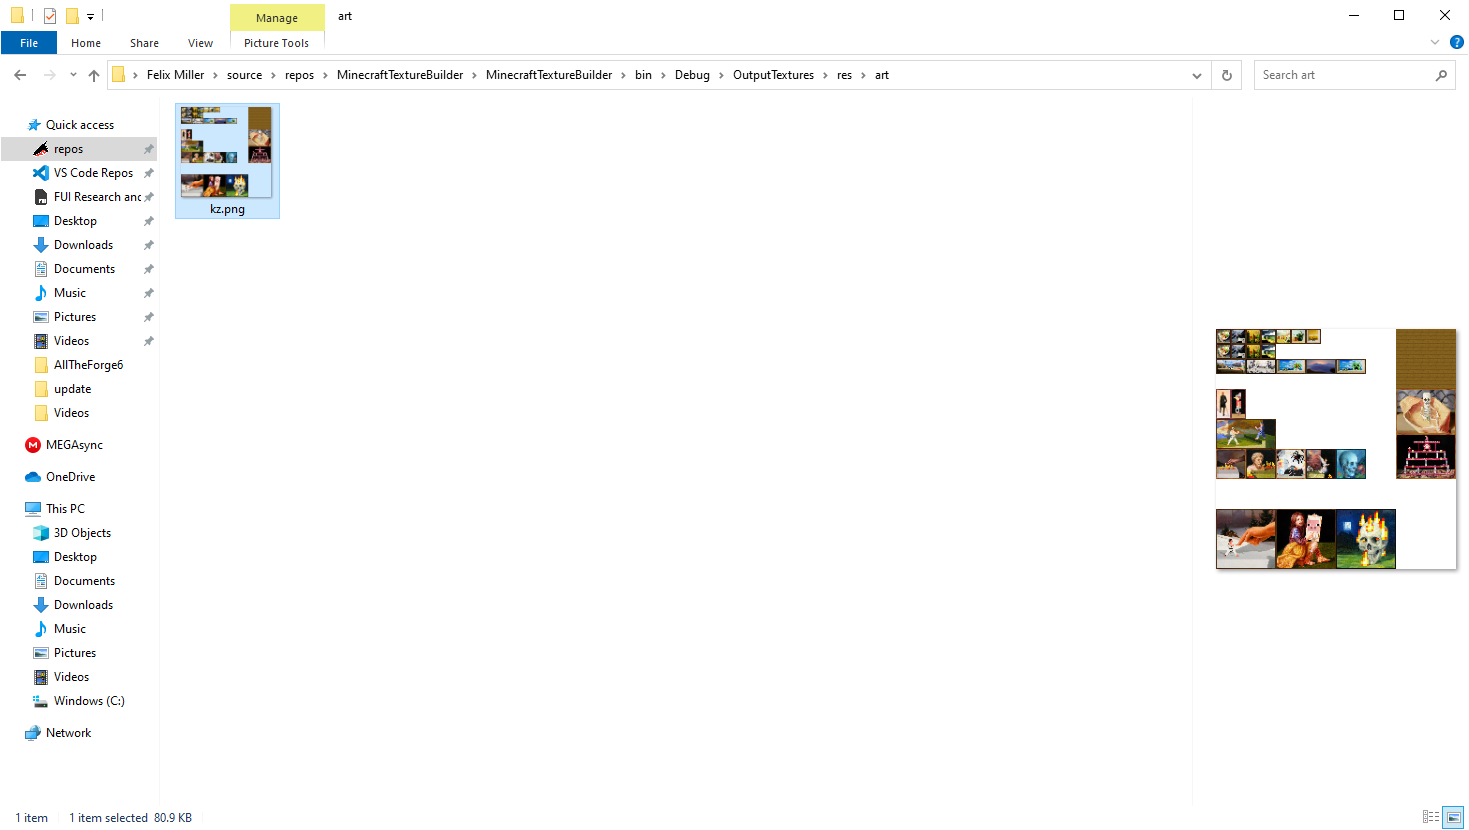 Manage
art
File
Home
Share
View
Picture Tools
Felix Miller
source
repos
MinecraftTextureBuilder
MinecraftTextureBuilder
bin
Debug
OutputTextures
res
art
Search art
Quick access
repos
VS Code Repos
FUI Research anc
Desktop
Downloads
Documents
Music
Pictures
Videos
AllTheForge6
update
Videos
MEGAsync
OneDrive
This PC
3D Objects
Desktop
Documents
Downloads
Music
Pictures
Videos
Windows (C:)
Network
kz.png
1 item
1 item selected 80.9 KB